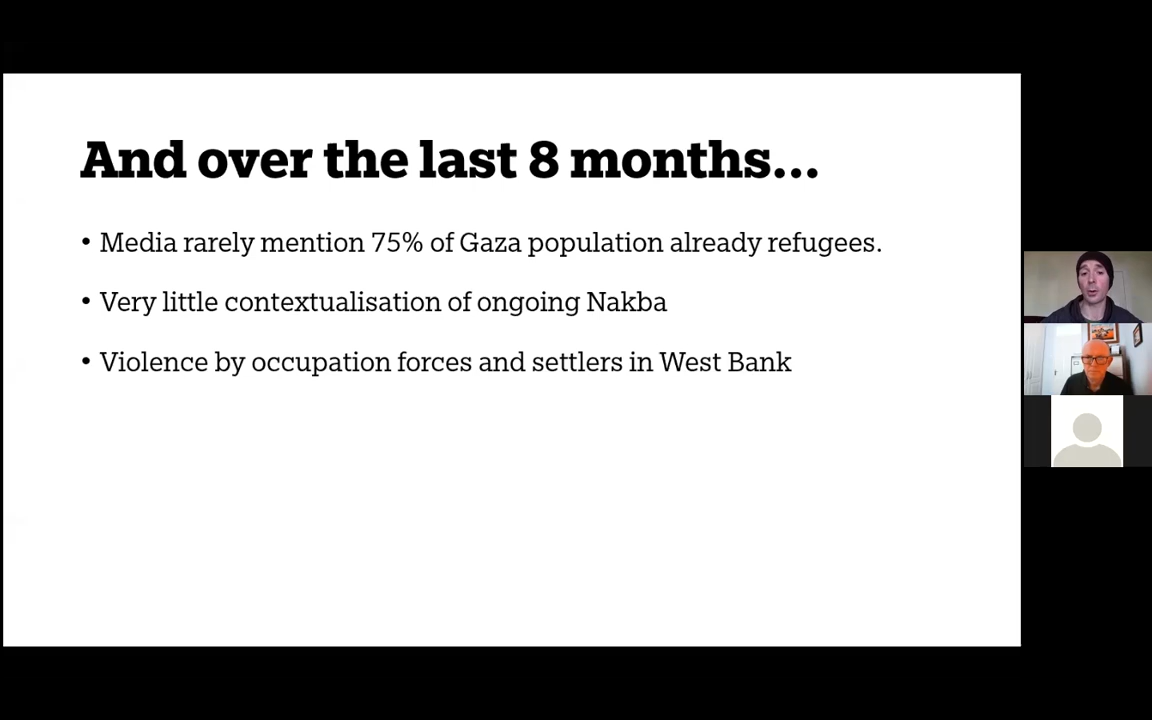 And over the last 8 months...
• Media rarely mention 75% of Gaza population already refugees.
• Very little contextualisation of ongoing Nakba
• Violence by occupation forces and settlers in West Bank